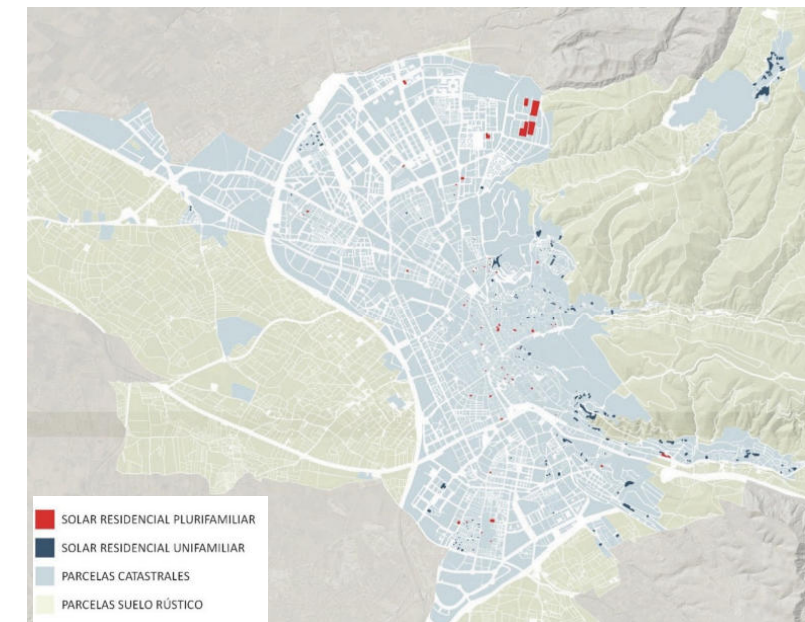 SOLAR RESIDENCIAL PLURIFAMILIAR
SOLAR RESIDENCIAL UNIFAMILIAR
PARCELAS CATASTRALES
PARCELAS SUELO RÚSTICO